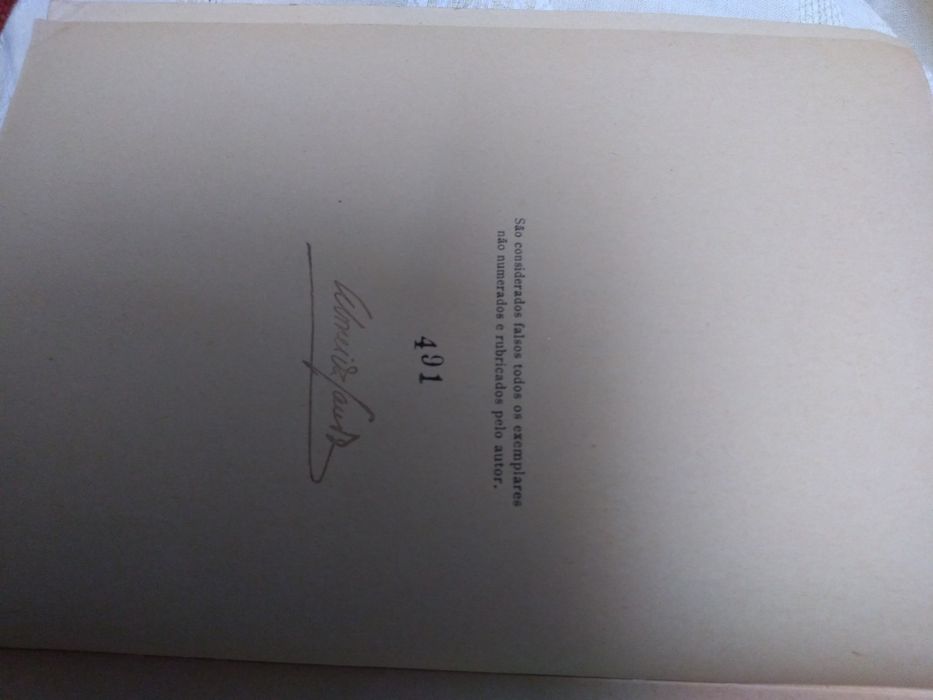 São considerados falsos todos os exemplares
não numerados e rubricados pelo autor.
491